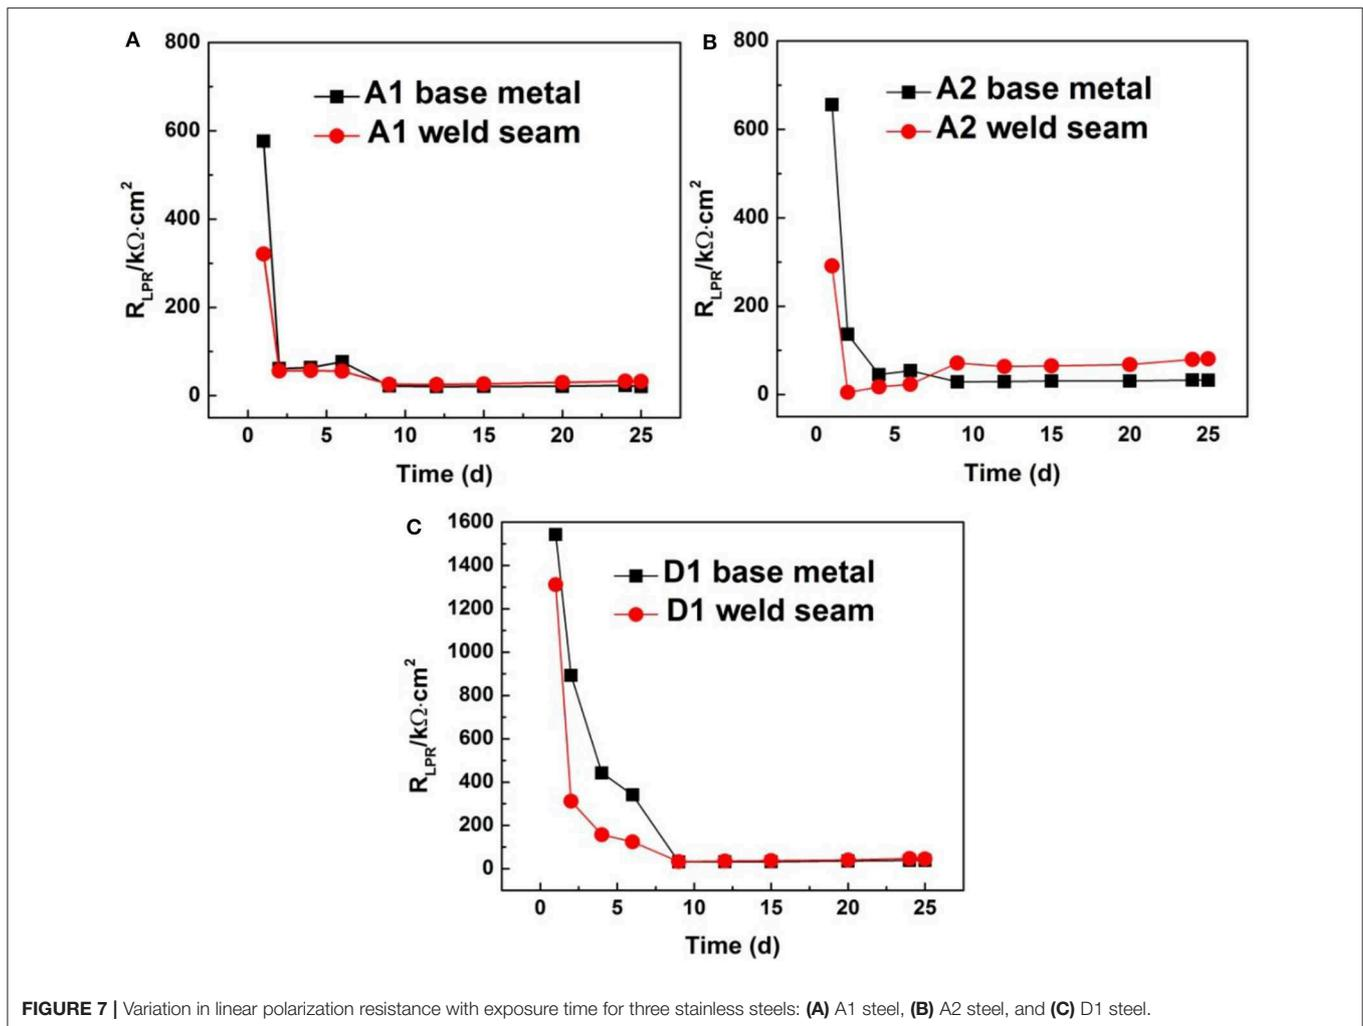 A
800
600
400
200
0
R_LPR/kΩ·cm²
A1 base metal
A1 weld seam
0 5 10 15 20 25
Time (d)
B
800
600
400
200
0
R_LPR/kΩ·cm²
A2 base metal
A2 weld seam
0 5 10 15 20 25
Time (d)
C
1600
1400
1200
1000
800
600
400
200
0
R_LPR/kΩ·cm²
D1 base metal
D1 weld seam
0 5 10 15 20 25
Time (d)
FIGURE 7 | Variation in linear polarization resistance with exposure time for three stainless steels: (A) A1 steel, (B) A2 steel, and (C) D1 steel.